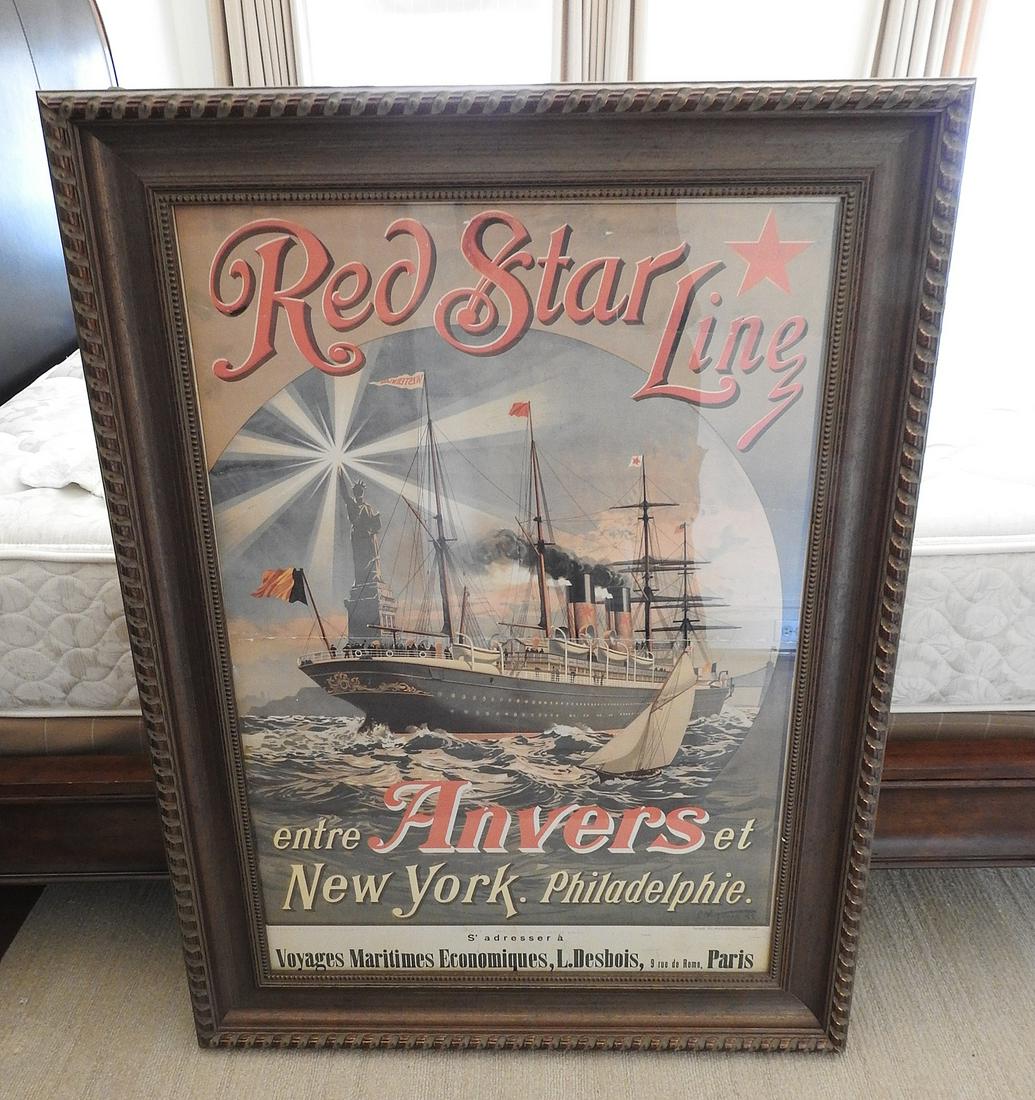 Red Star Line
entre Anvers et
New York. Philadelphie.
S' adresser à
Voyages Maritimes Economiques, L. Desbois, 9 rue de Rome, Paris